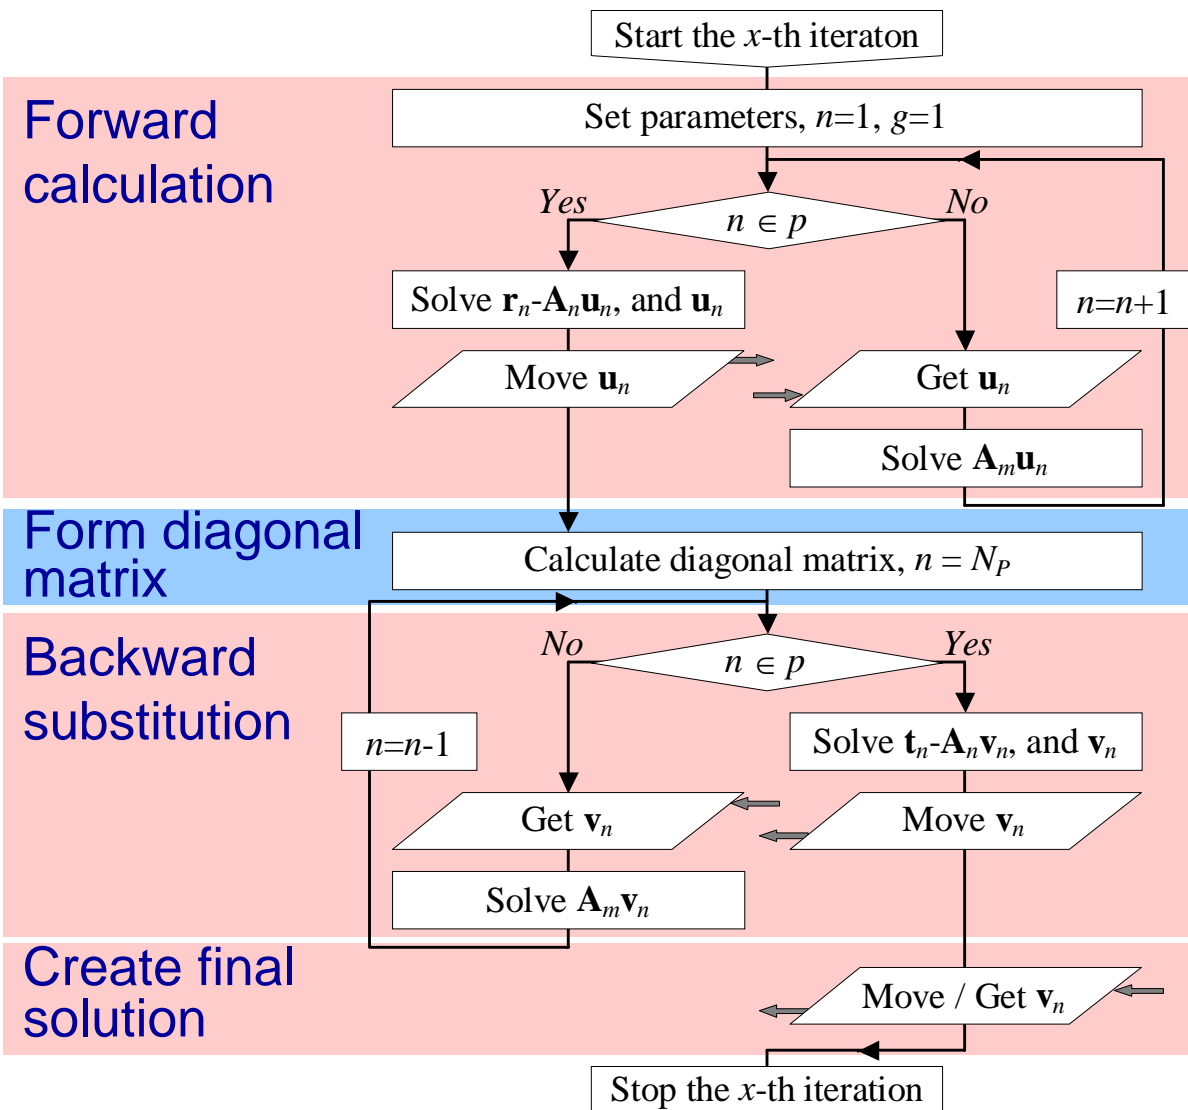 Start the x-th iteraton
Forward
calculation
Set parameters, n=1, g=1
Yes
No
n ∈ p
Solve rₙ-Aₙuₙ, and uₙ
n=n+1
Move uₙ
Get uₙ
Solve Aₘuₙ
Form diagonal
matrix
Calculate diagonal matrix, n = N_P
Backward
substitution
No
Yes
n ∈ p
n=n-1
Solve tₙ-Aₙvₙ, and vₙ
Get vₙ
Move vₙ
Solve Aₘvₙ
Create final
solution
Move / Get vₙ
Stop the x-th iteration